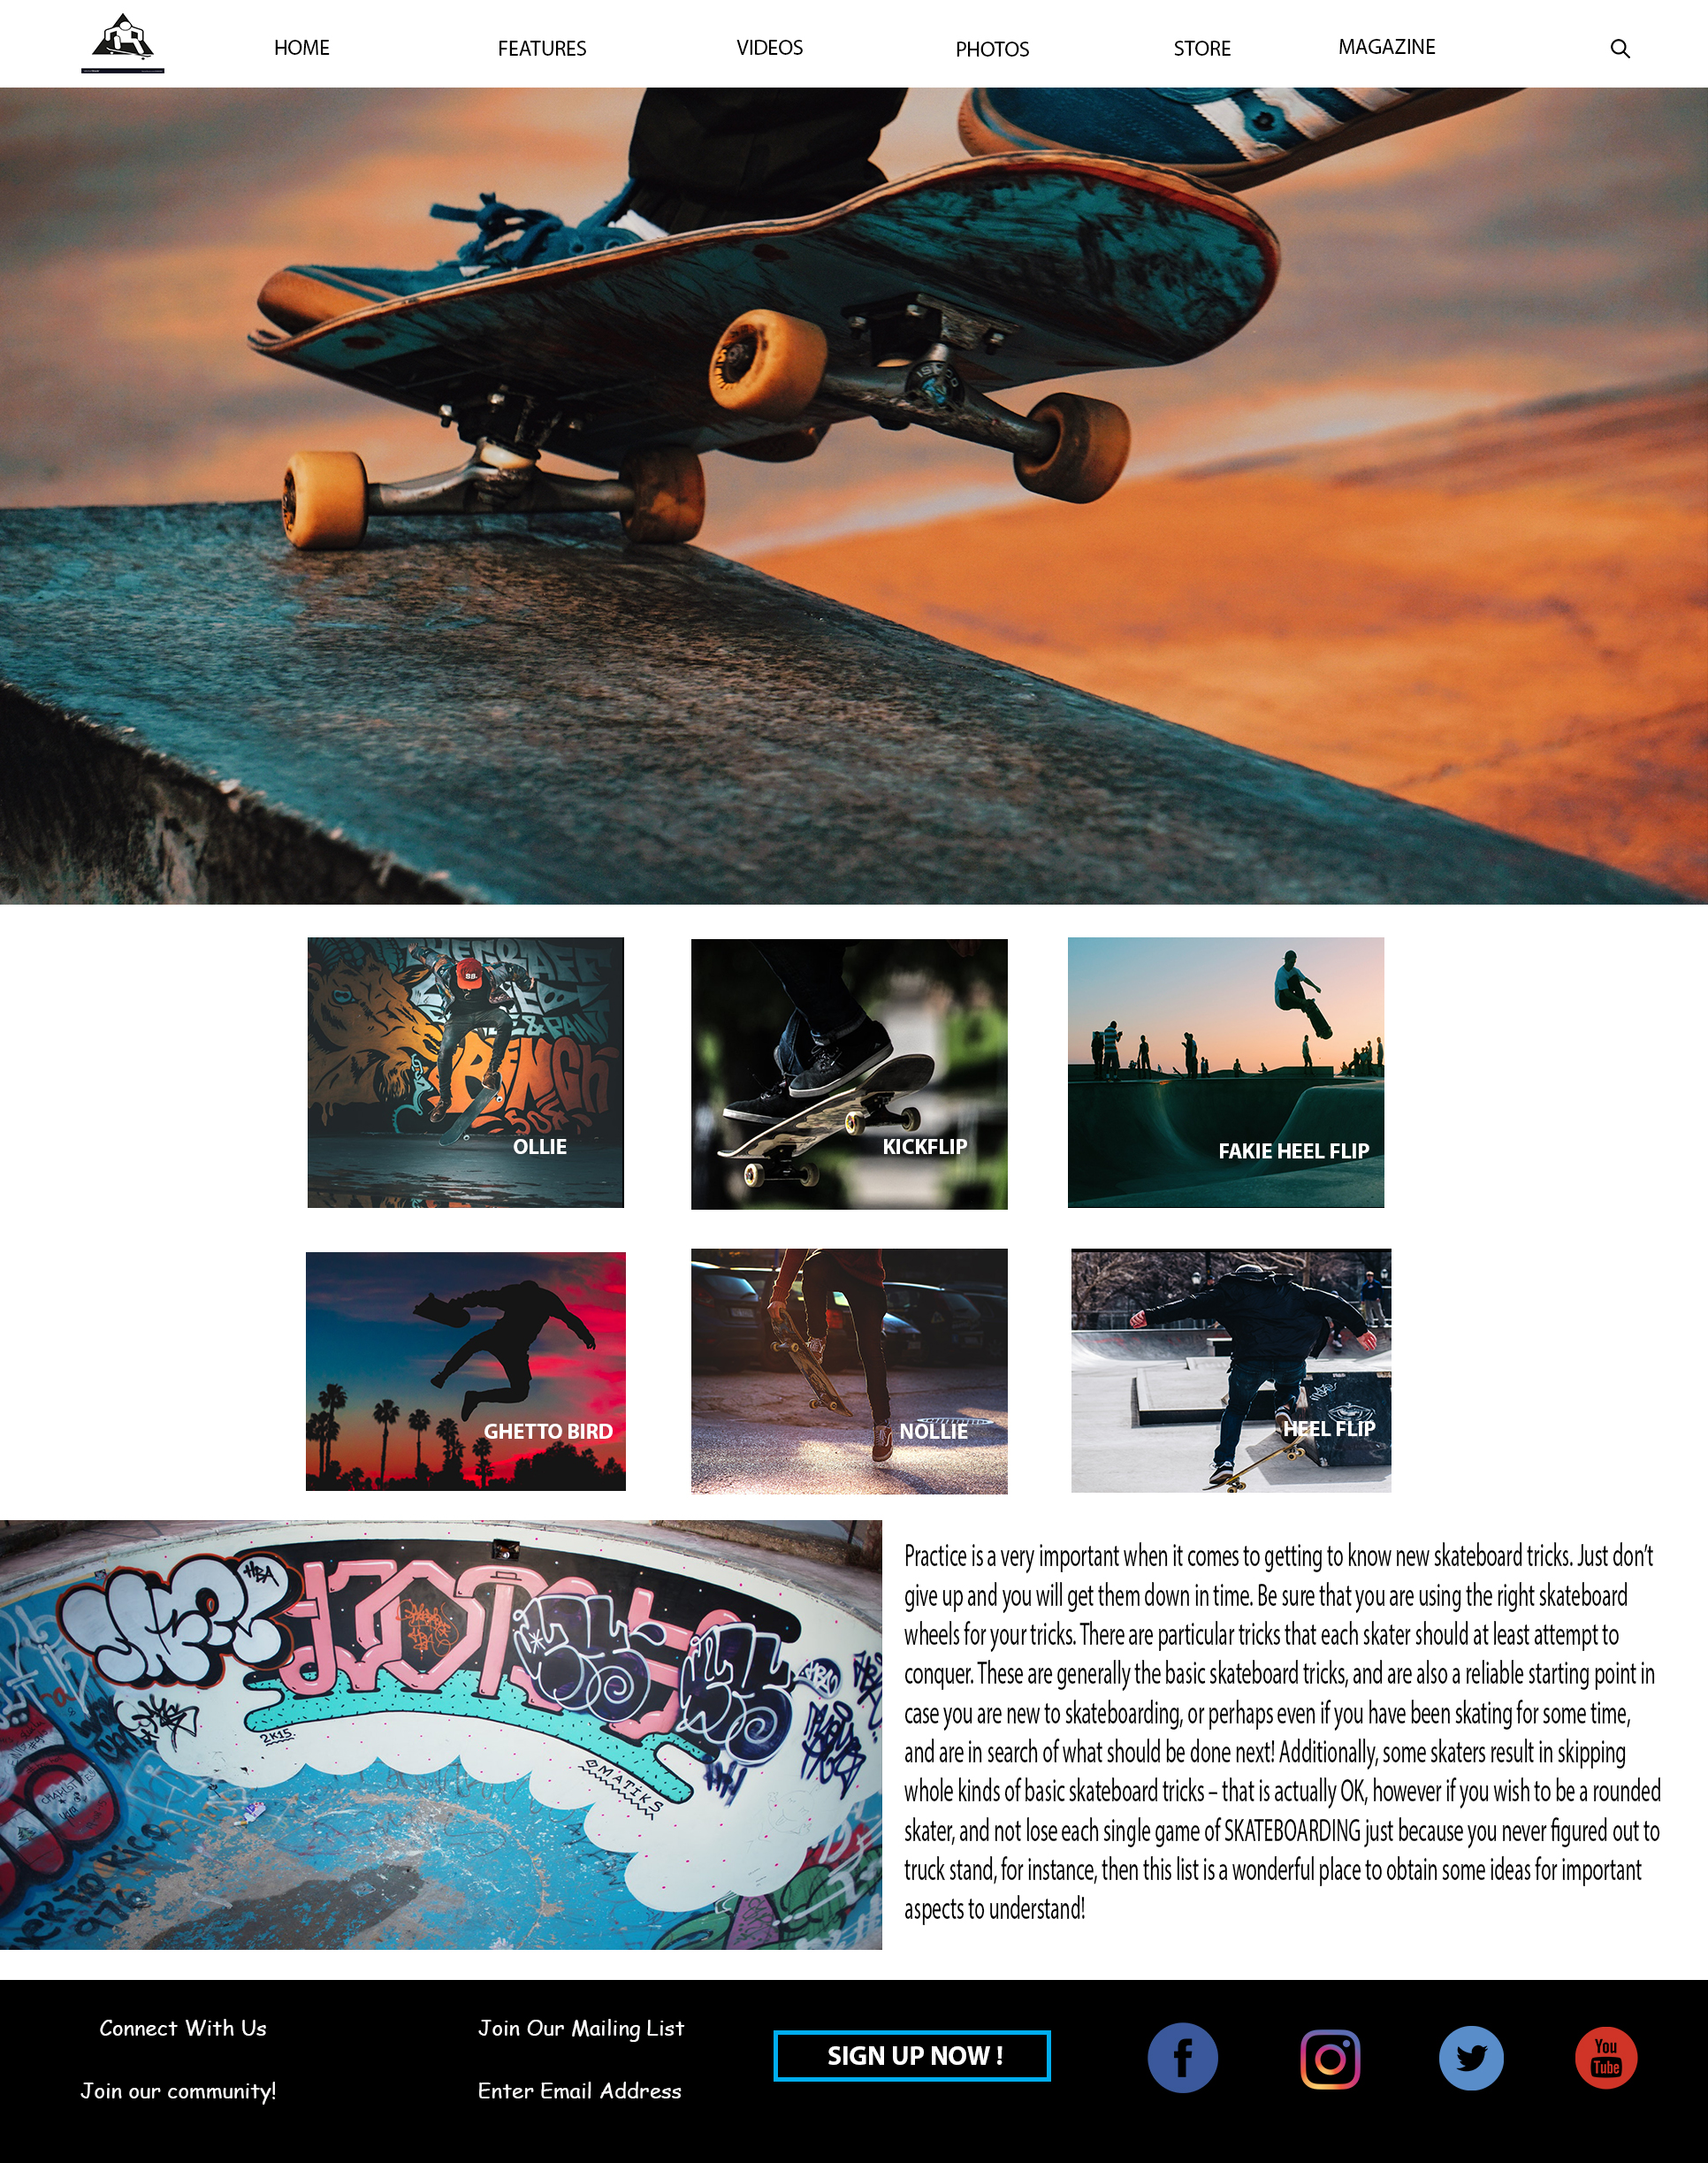 HOME
FEATURES
VIDEOS
PHOTOS
STORE
MAGAZINE
SB.
& PAINT
OLLIE
KICKFLIP
FAKIE HEEL FLIP
GHETTO BIRD
NOLLIE
HEEL FLIP
HBA
2K15
OMATIKS
976
Practice is a very important when it comes to getting to know new skateboard tricks. Just don’t
give up and you will get them down in time. Be sure that you are using the right skateboard
wheels for your tricks. There are particular tricks that each skater should at least attempt to
conquer. These are generally the basic skateboard tricks, and are also a reliable starting point in
case you are new to skateboarding, or perhaps even if you have been skating for some time,
and are in search of what should be done next! Additionally, some skaters result in skipping
whole kinds of basic skateboard tricks – that is actually OK, however if you wish to be a rounded
skater, and not lose each single game of SKATEBOARDING just because you never figured out to
truck stand, for instance, then this list is a wonderful place to obtain some ideas for important
aspects to understand!
Connect With Us
Join our community!
Join Our Mailing List
Enter Email Address
SIGN UP NOW !
You
Tube